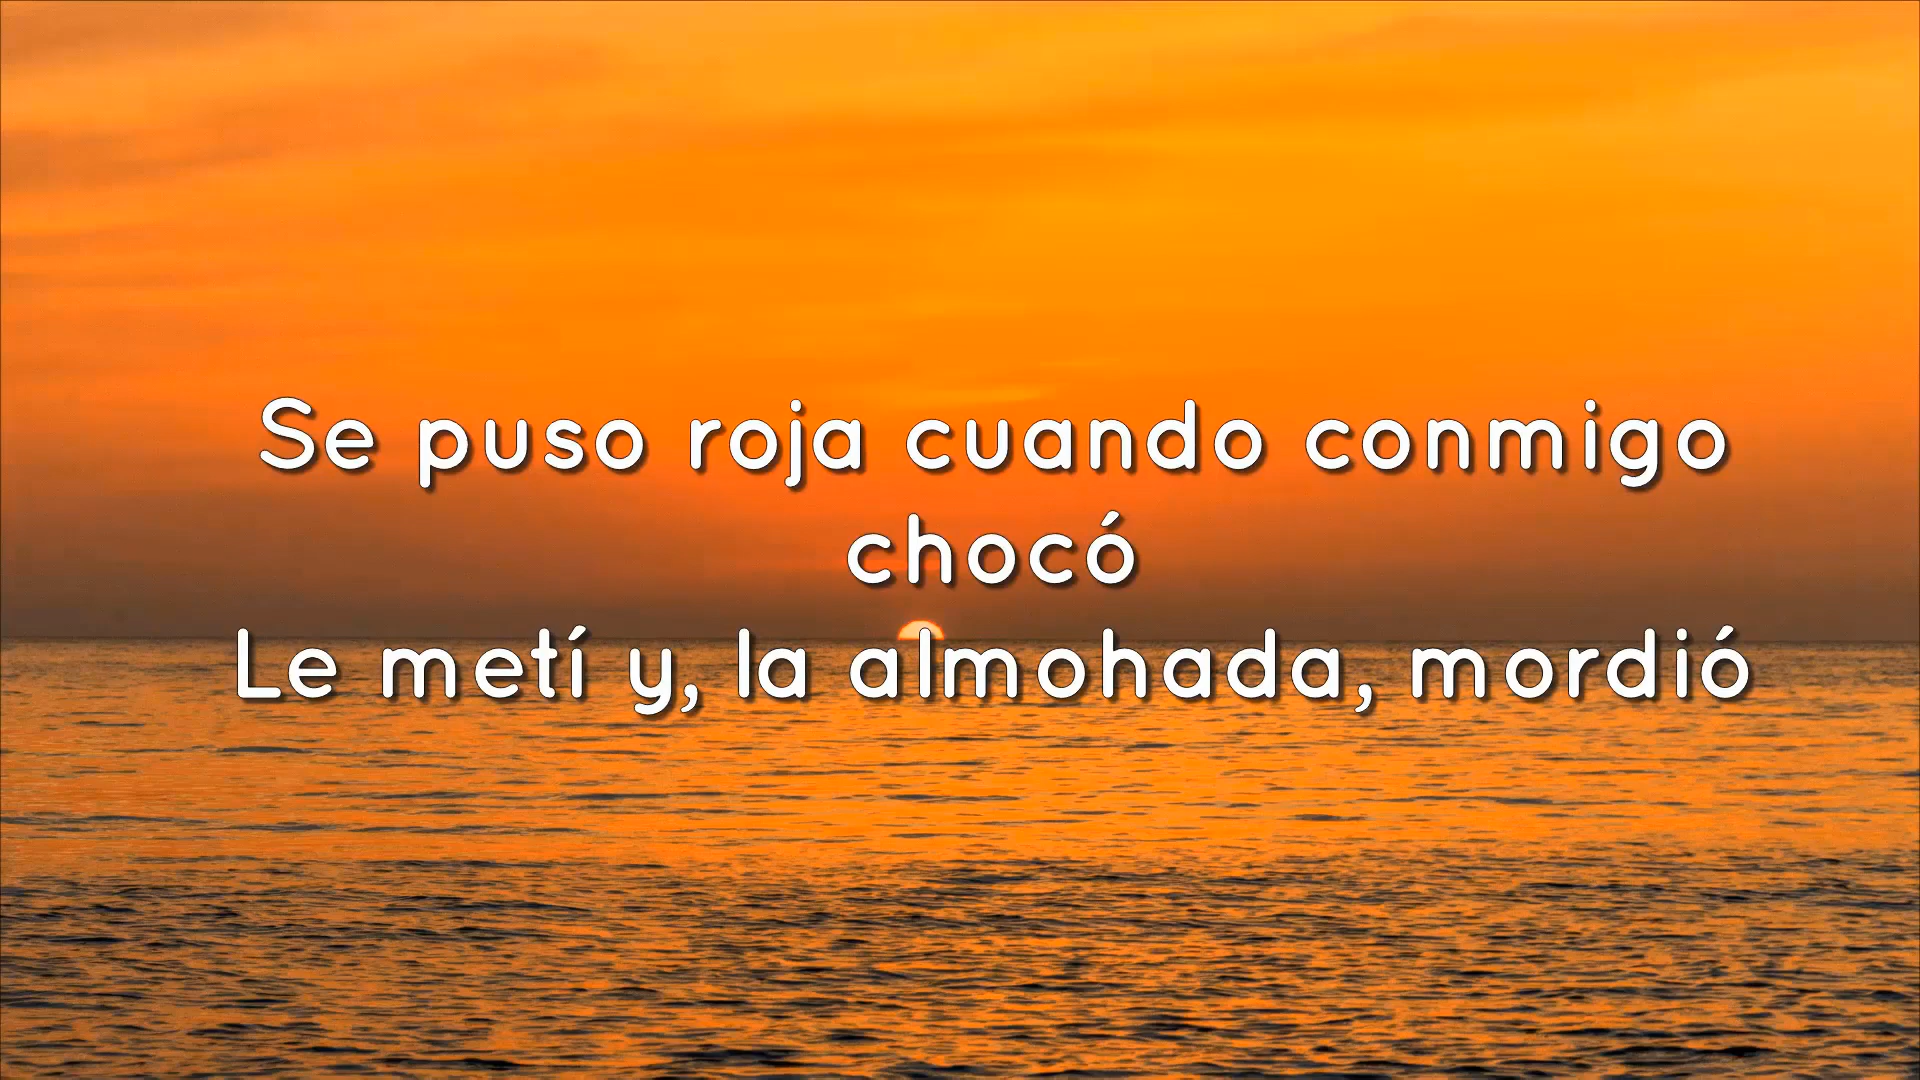 Se puso roja cuando conmigo
chocó
Le metí y, la almohada, mordió